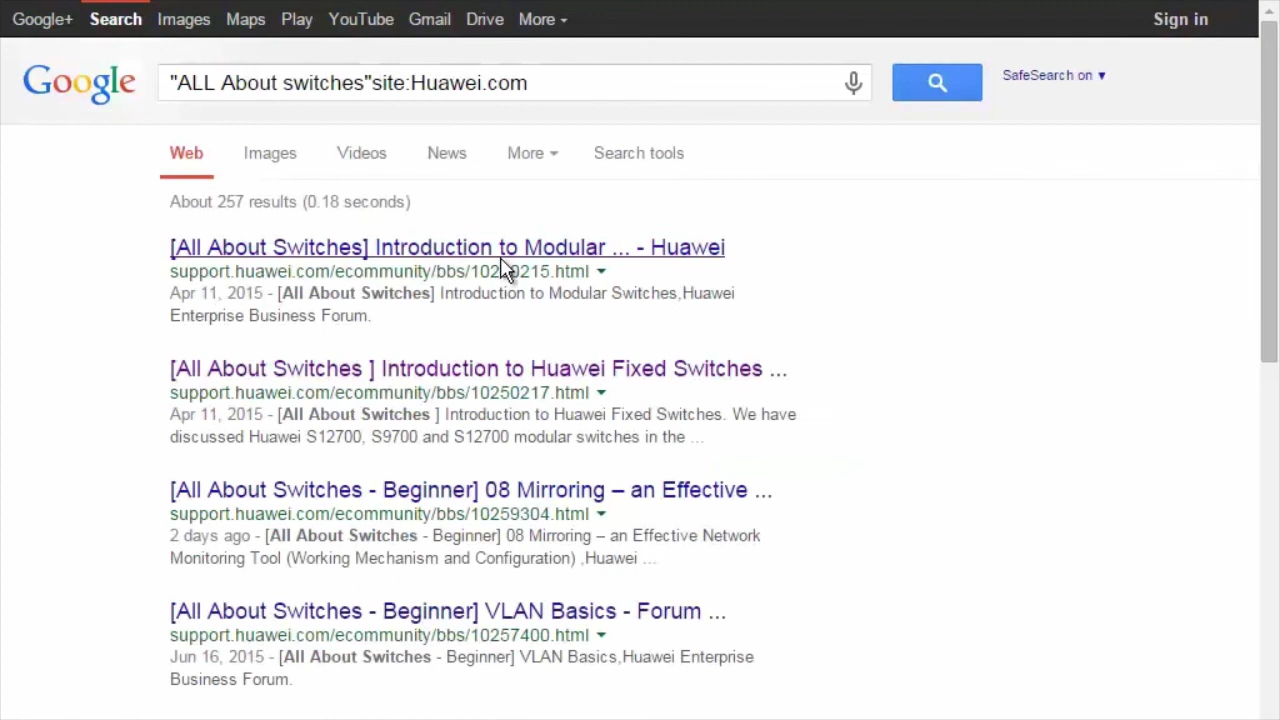 Google+ Search Images Maps Play YouTube Gmail Drive More Sign in
Google "ALL About switches"site:Huawei.com SafeSearch on
Web Images Videos News More Search tools
About 257 results (0.18 seconds)
[All About Switches] Introduction to Modular ... - Huawei
support.huawei.com/ecommunity/bbs/10250215.html
Apr 11, 2015 - [All About Switches] Introduction to Modular Switches,Huawei
Enterprise Business Forum.
[All About Switches ] Introduction to Huawei Fixed Switches ...
support.huawei.com/ecommunity/bbs/10250217.html
Apr 11, 2015 - [All About Switches ] Introduction to Huawei Fixed Switches. We have
discussed Huawei S12700, S9700 and S12700 modular switches in the ...
[All About Switches - Beginner] 08 Mirroring – an Effective ...
support.huawei.com/ecommunity/bbs/10259304.html
2 days ago - [All About Switches - Beginner] 08 Mirroring – an Effective Network
Monitoring Tool (Working Mechanism and Configuration) ,Huawei ...
[All About Switches - Beginner] VLAN Basics - Forum ...
support.huawei.com/ecommunity/bbs/10257400.html
Jun 16, 2015 - [All About Switches - Beginner] VLAN Basics,Huawei Enterprise
Business Forum.